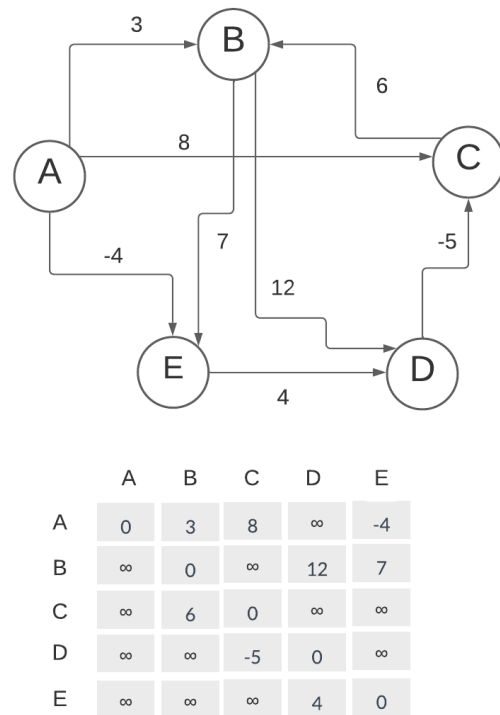 3
B
6
8
A
C
7
-4
-5
12
E
D
4
A B C D E
A 0 3 8 ∞ -4
B ∞ 0 ∞ 12 7
C ∞ 6 0 ∞ ∞
D ∞ ∞ -5 0 ∞
E ∞ ∞ ∞ 4 0